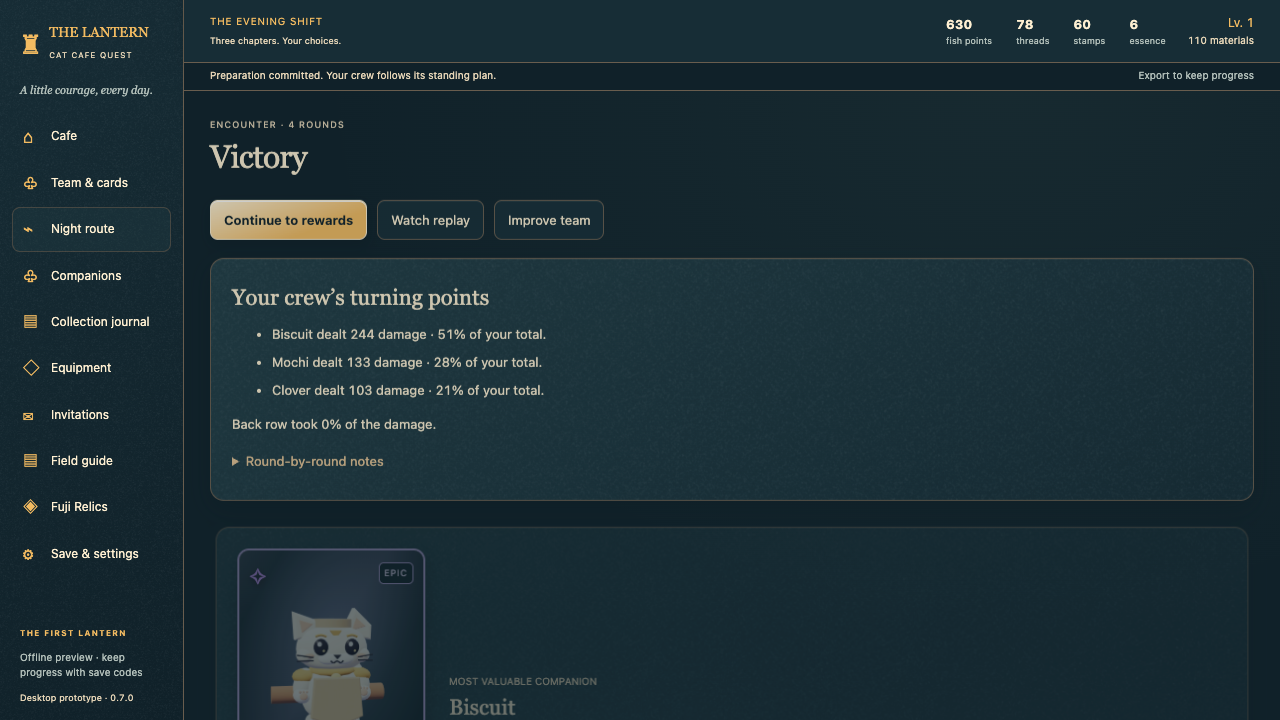 THE LANTERN
CAT CAFE QUEST
A little courage, every day.
Cafe
Team & cards
Night route
Companions
Collection journal
Equipment
Invitations
Field guide
Fuji Relics
Save & settings
THE FIRST LANTERN
Offline preview · keep
progress with save codes
Desktop prototype · 0.7.0
THE EVENING SHIFT
Three chapters. Your choices.
630
fish points
78
threads
60
stamps
6
essence
Lv. 1
110 materials
Preparation committed. Your crew follows its standing plan.
Export to keep progress
ENCOUNTER · 4 ROUNDS
Victory
Continue to rewards
Watch replay
Improve team
Your crew’s turning points
• Biscuit dealt 244 damage · 51% of your total.
• Mochi dealt 133 damage · 28% of your total.
• Clover dealt 103 damage · 21% of your total.
Back row took 0% of the damage.
Round-by-round notes
EPIC
MOST VALUABLE COMPANION
Biscuit